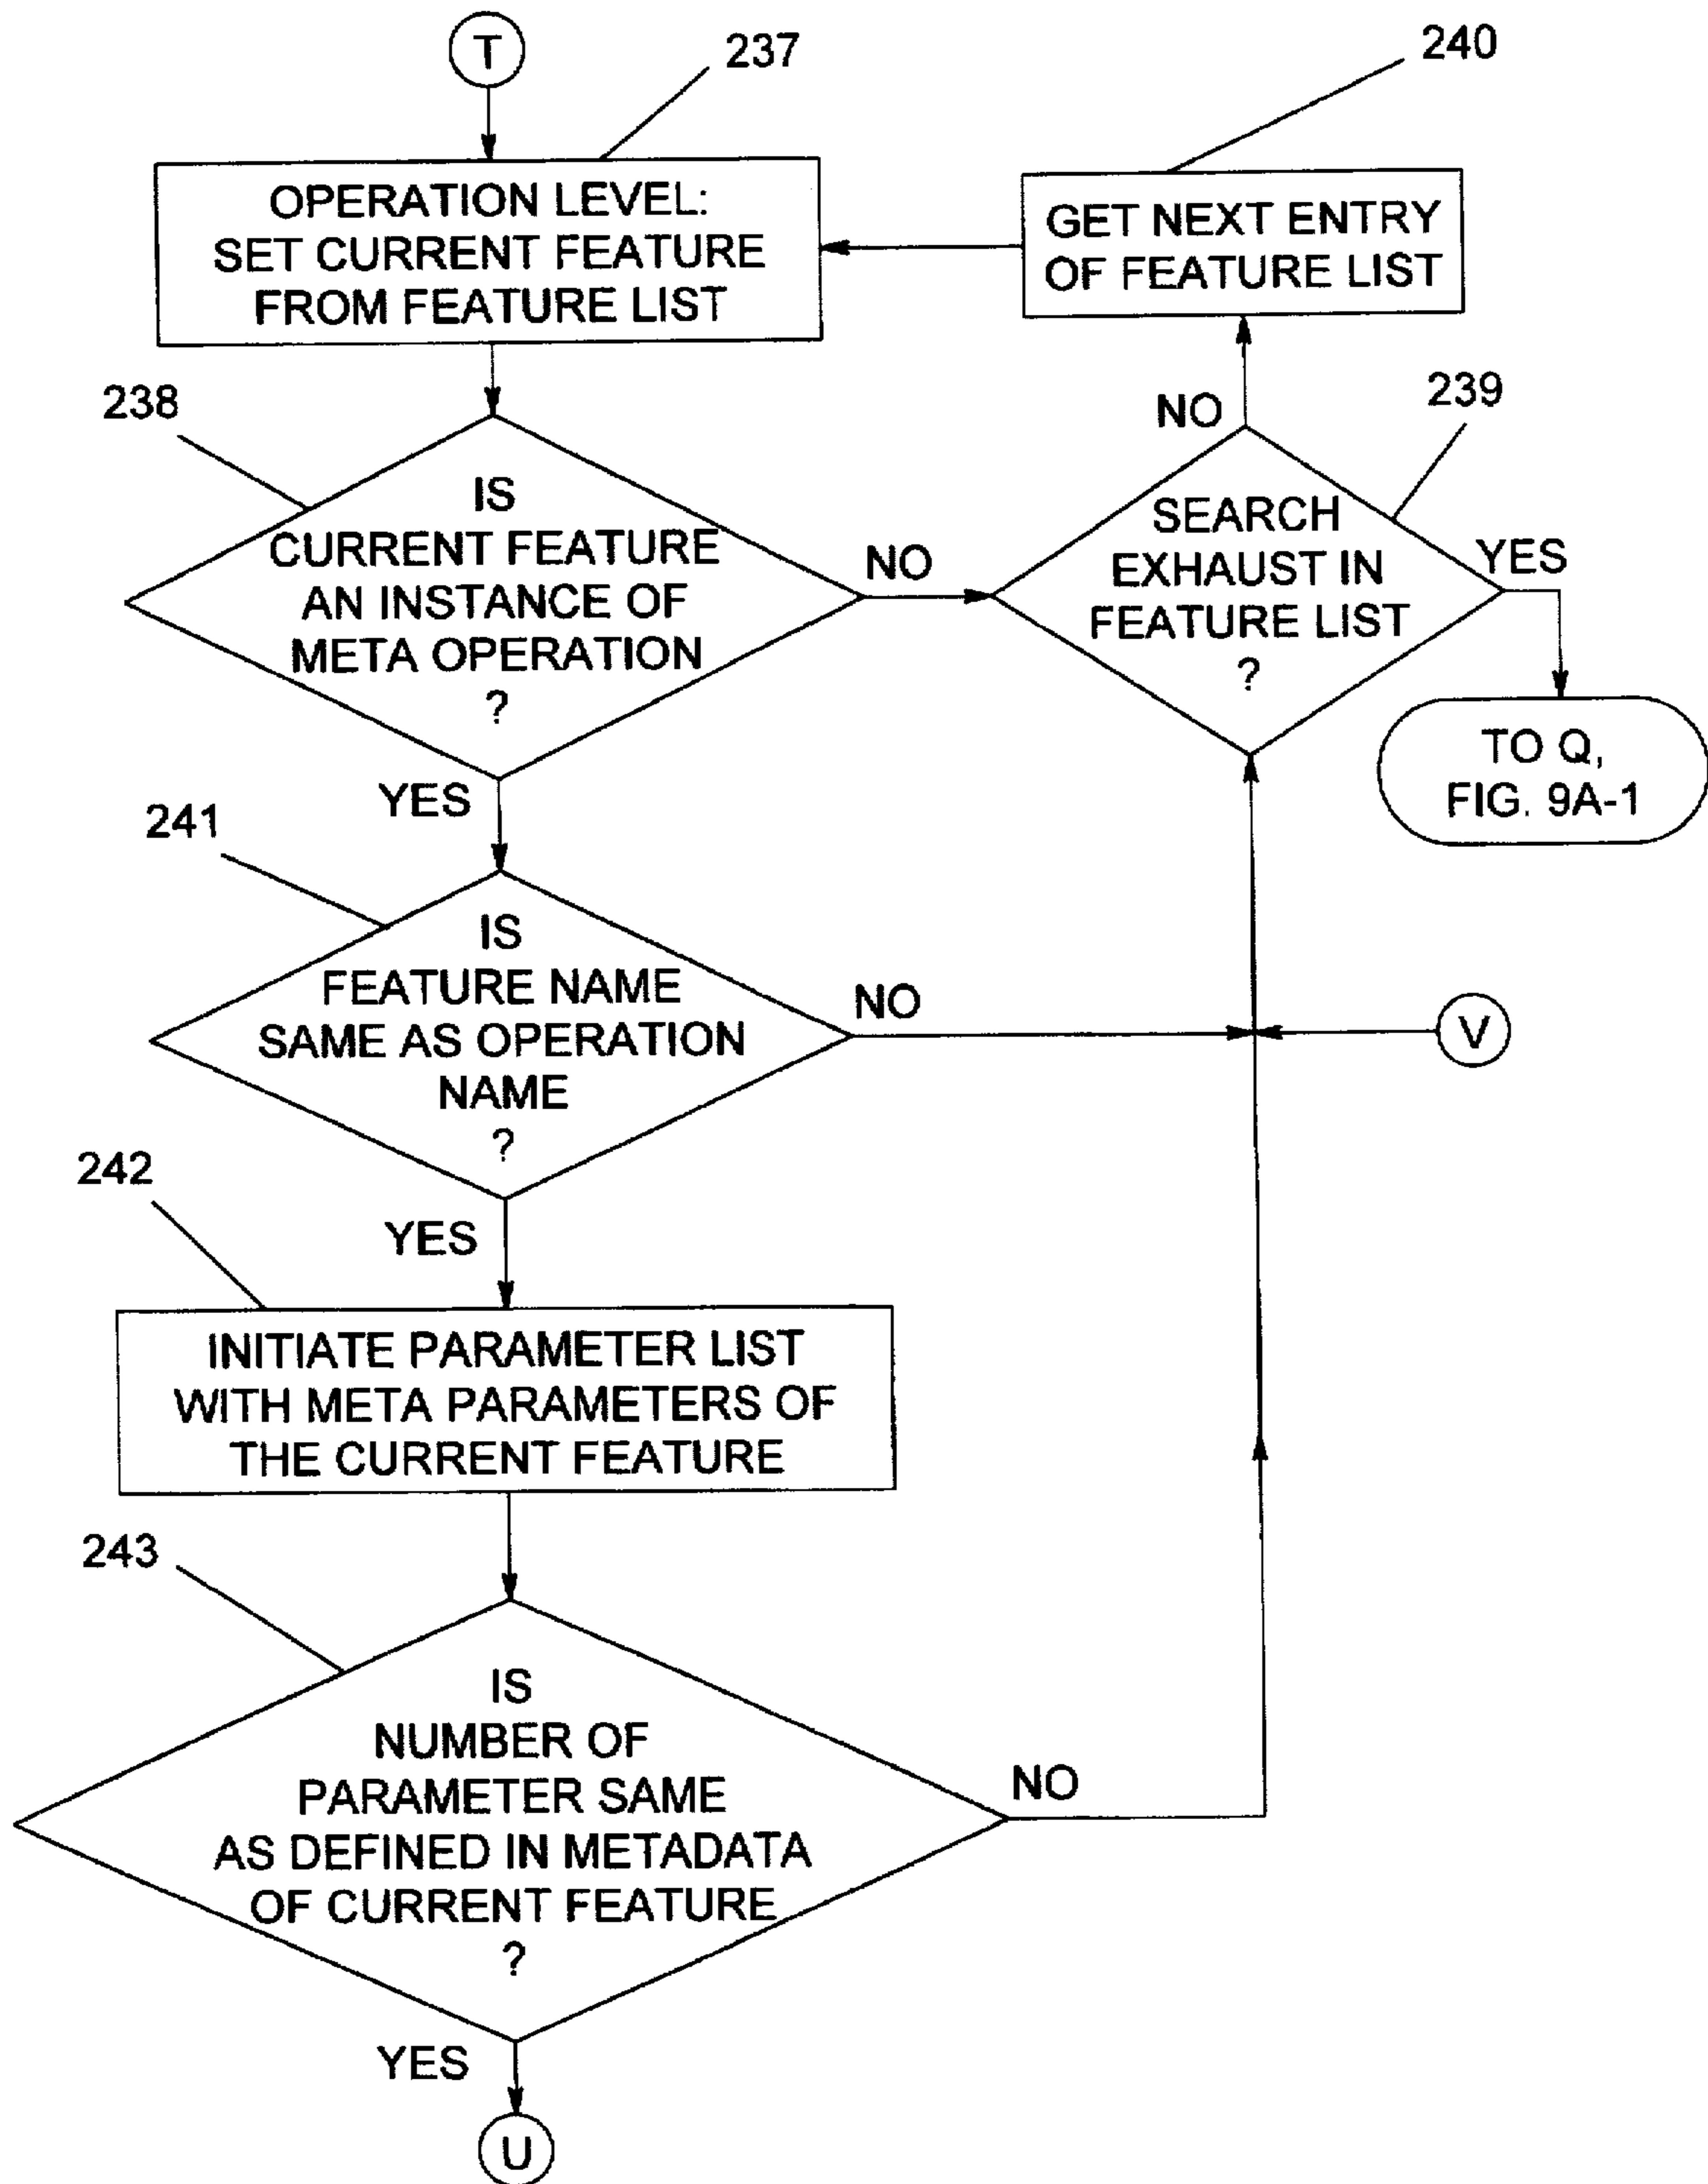 T
237
240
OPERATION LEVEL:
SET CURRENT FEATURE
FROM FEATURE LIST
GET NEXT ENTRY
OF FEATURE LIST
238
NO
239
IS
CURRENT FEATURE
AN INSTANCE OF
META OPERATION
?
NO
SEARCH
EXHAUST IN
FEATURE LIST
?
YES
TO Q,
FIG. 9A-1
YES
241
IS
FEATURE NAME
SAME AS OPERATION
NAME
?
NO
V
242
YES
INITIATE PARAMETER LIST
WITH META PARAMETERS OF
THE CURRENT FEATURE
243
IS
NUMBER OF
PARAMETER SAME
AS DEFINED IN METADATA
OF CURRENT FEATURE
?
NO
YES
U